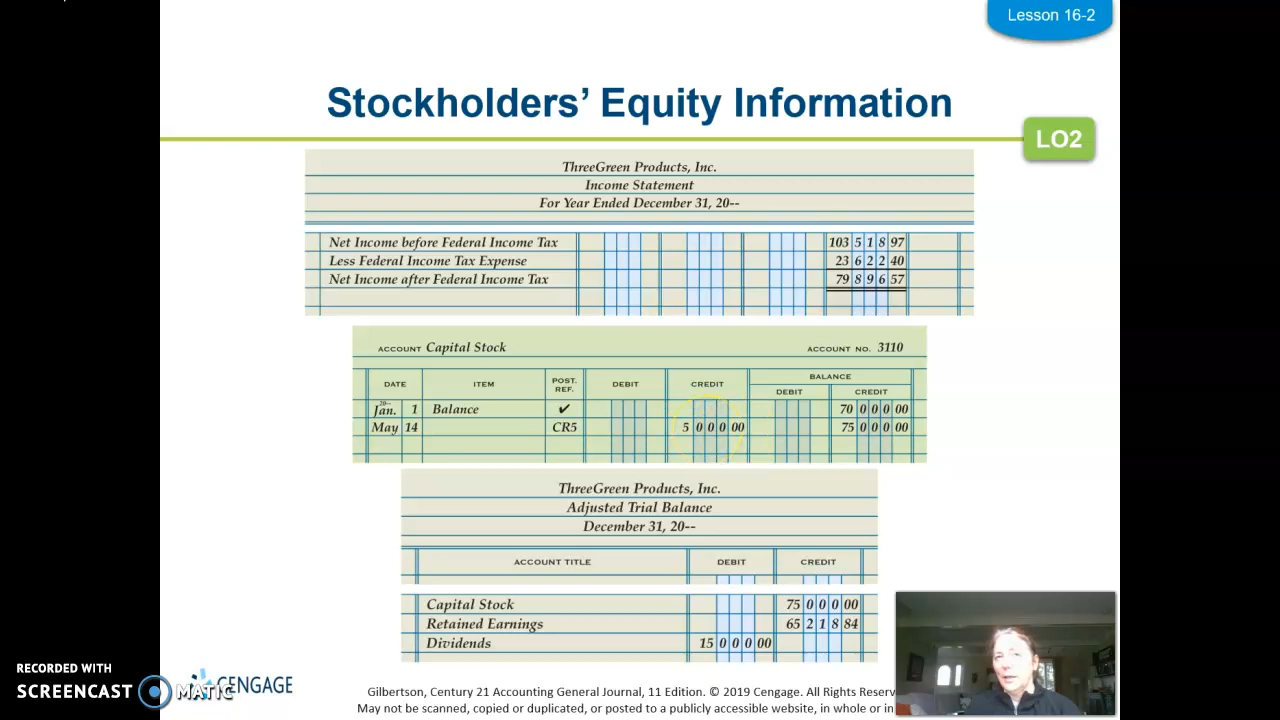 Lesson 16-2
Stockholders’ Equity Information
LO2
ThreeGreen Products, Inc.
Income Statement
For Year Ended December 31, 20--
Net Income before Federal Income Tax 103 5 1 8 97
Less Federal Income Tax Expense 23 6 2 2 40
Net Income after Federal Income Tax 79 8 9 6 57
ACCOUNT Capital Stock ACCOUNT NO. 3110
DATE ITEM POST. REF. DEBIT CREDIT BALANCE
DEBIT CREDIT
20--
Jan. 1 Balance ✔ 70 0 0 0 00
May 14 CR5 5 0 0 0 00 75 0 0 0 00
ThreeGreen Products, Inc.
Adjusted Trial Balance
December 31, 20--
ACCOUNT TITLE DEBIT CREDIT
Capital Stock 75 0 0 0 00
Retained Earnings 65 2 1 8 84
Dividends 15 0 0 0 00
RECORDED WITH
SCREENCAST MATIC
CENGAGE
Gilbertson, Century 21 Accounting General Journal, 11 Edition. © 2019 Cengage. All Rights Reserv
May not be scanned, copied or duplicated, or posted to a publicly accessible website, in whole or in